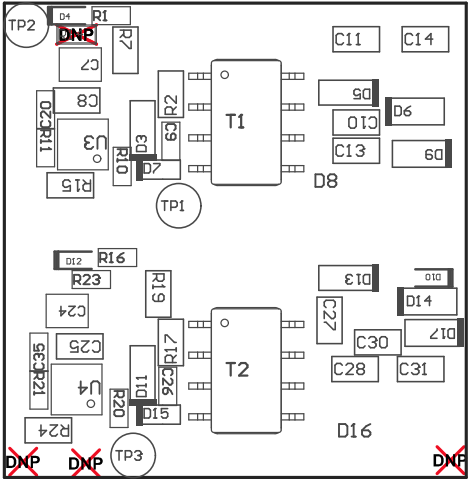 TP2
D4
R1
DNP
R7
C7
C11
C14
C8
R2
D5
D6
C20
R11
U3
D3
C9
T1
C10
C13
D9
R10
D7
R15
TP1
D8
D12
R16
R23
R19
D13
D10
C24
C27
D14
D17
C35
R21
C25
R17
C30
U4
D11
C26
T2
C28
C31
R20
D15
R24
D16
TP3
DNP
DNP
DNP